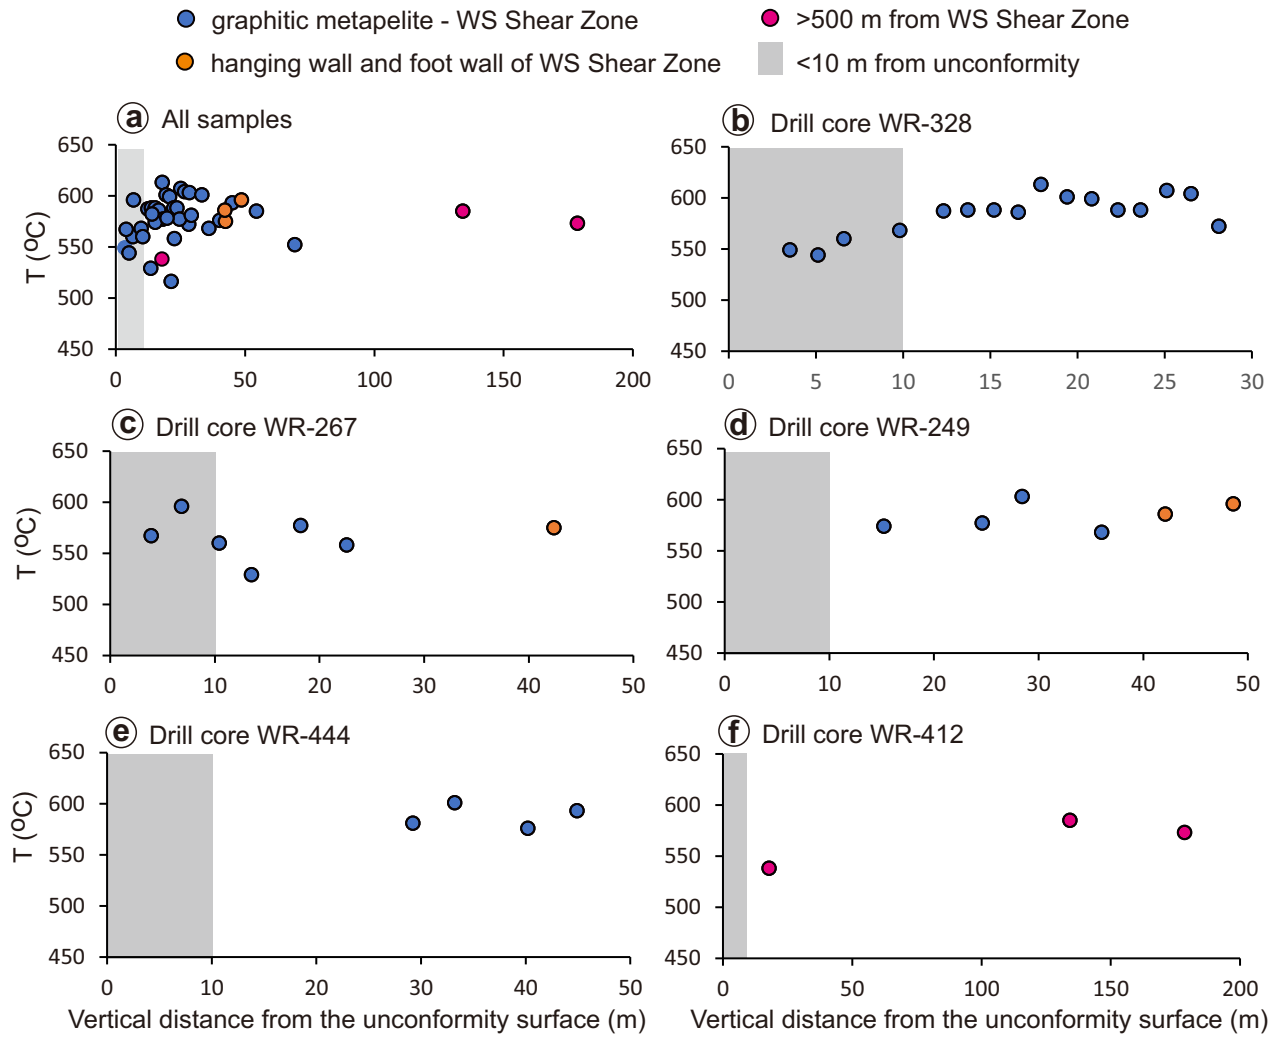 graphitic metapelite - WS Shear Zone
>500 m from WS Shear Zone
hanging wall and foot wall of WS Shear Zone
<10 m from unconformity
a All samples
650
600
550
500
450
T (ºC)
0 50 100 150 200
b Drill core WR-328
650
600
550
500
450
0 5 10 15 20 25 30
c Drill core WR-267
650
600
550
500
450
T (ºC)
0 10 20 30 40 50
d Drill core WR-249
650
600
550
500
450
0 10 20 30 40 50
e Drill core WR-444
650
600
550
500
450
T (ºC)
0 10 20 30 40 50
Vertical distance from the unconformity surface (m)
f Drill core WR-412
650
600
550
500
450
0 50 100 150 200
Vertical distance from the unconformity surface (m)